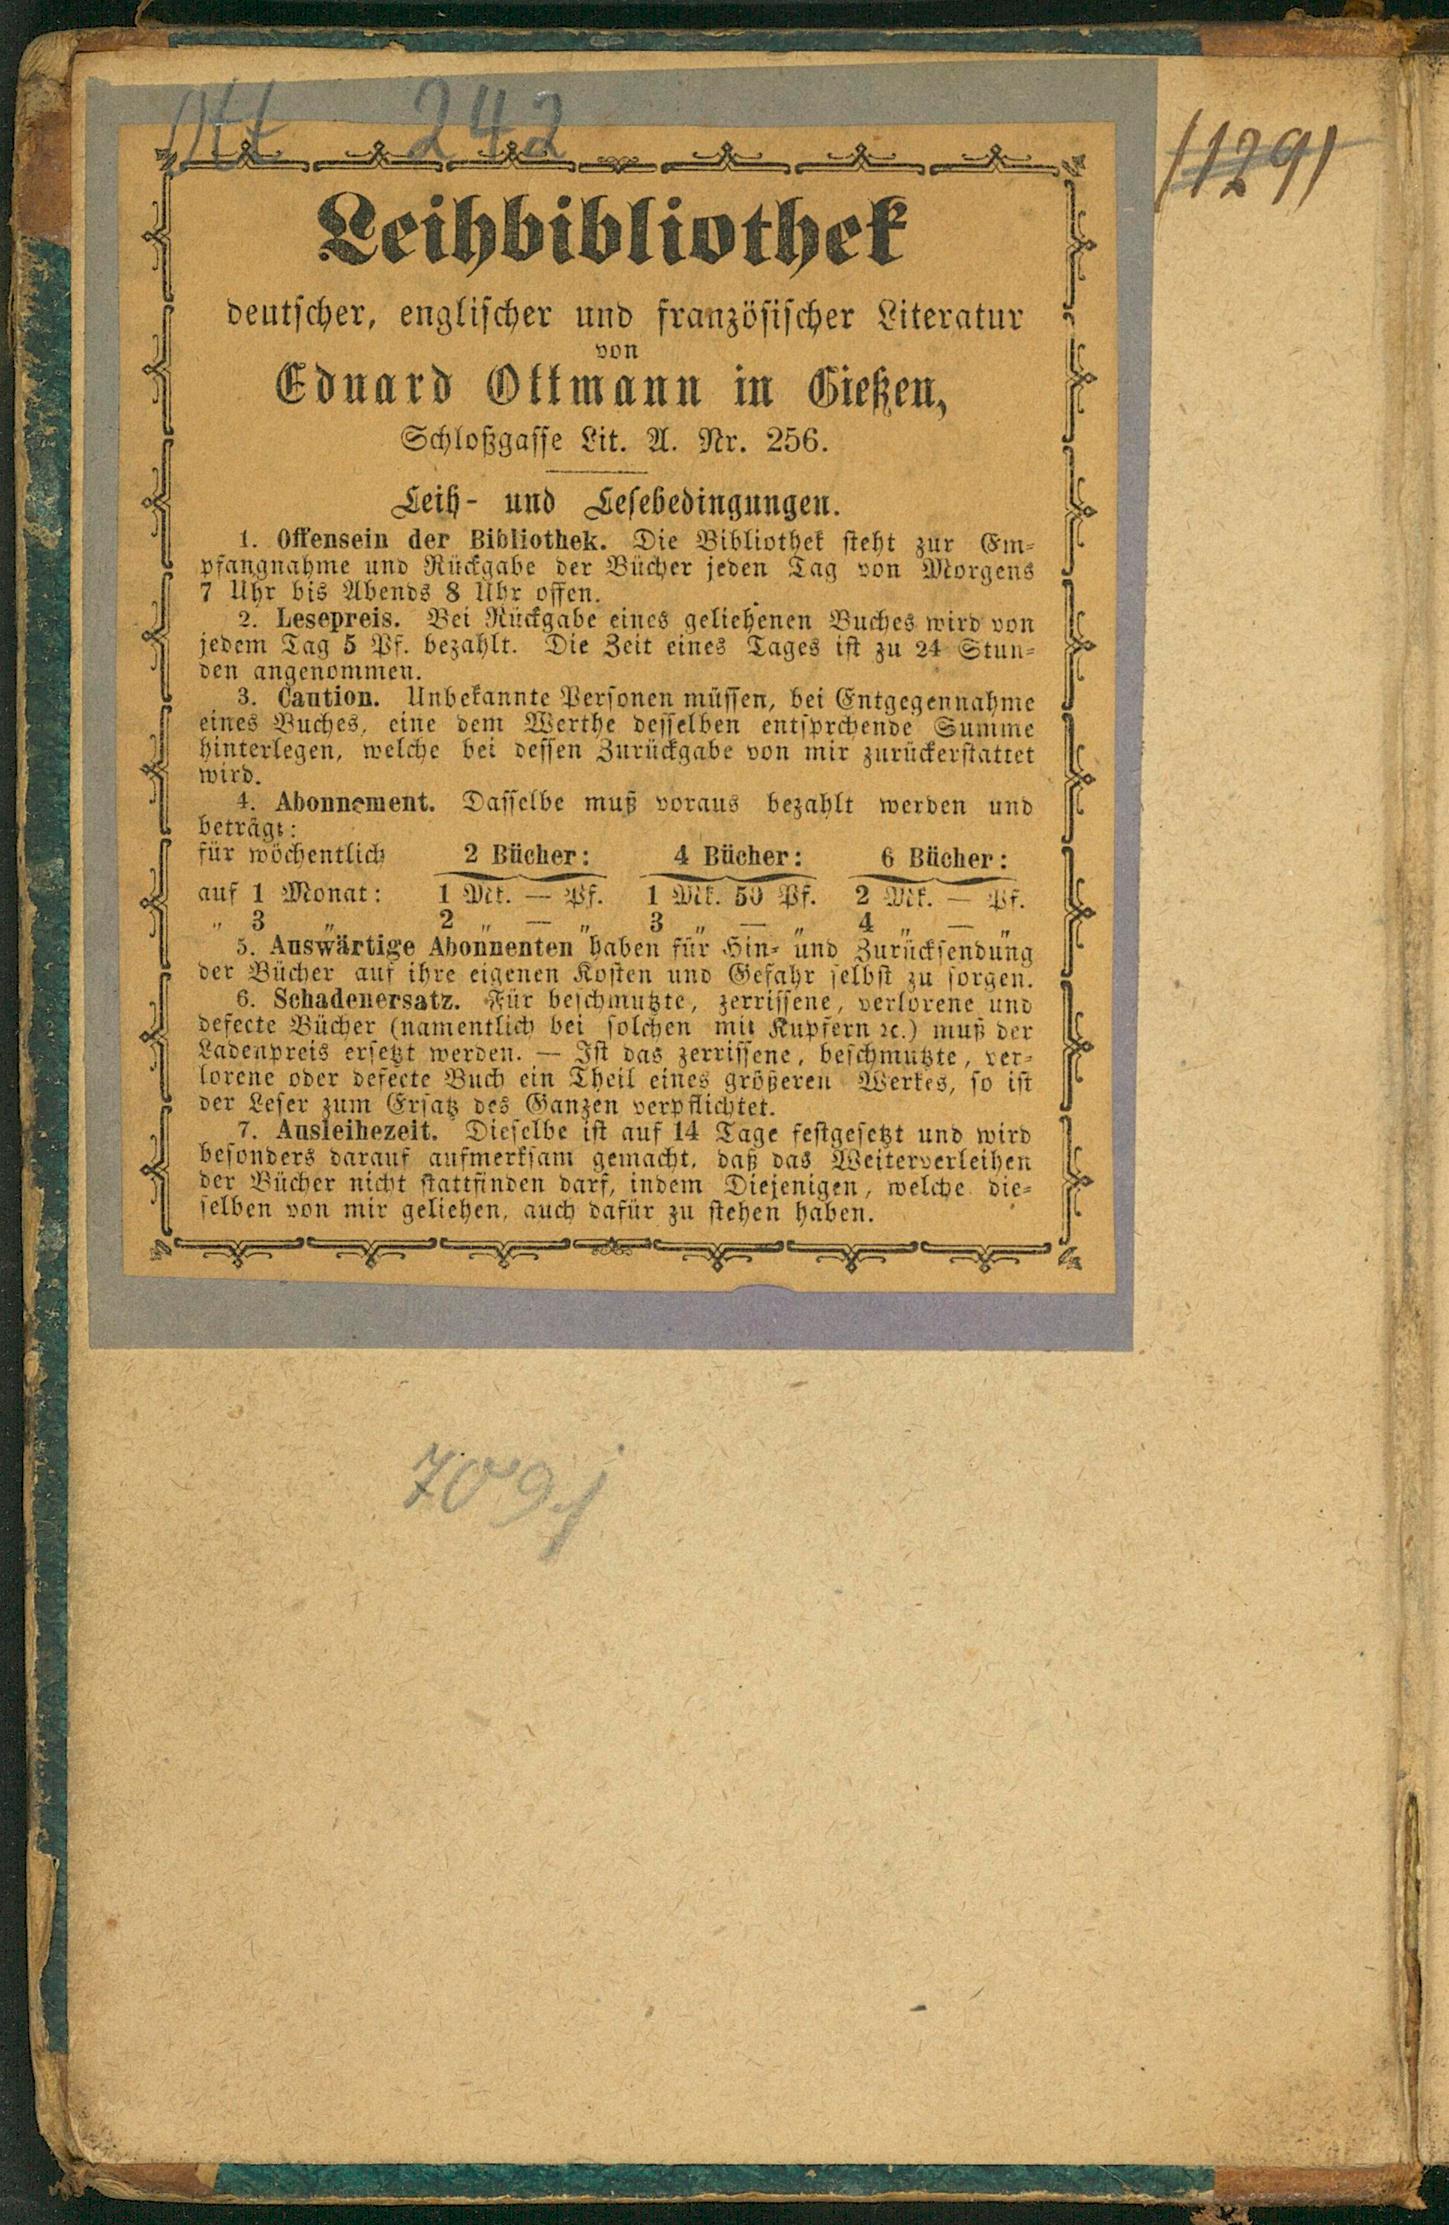 Ott 242
(129)
Leihbibliothek
deutscher, englischer und französischer Literatur
von
Eduard Ottmann in Gießen,
Schloßgasse Lit. A. Nr. 256.
Leih- und Lesebedingungen.
1. Offensein der Bibliothek. Die Bibliothek steht zur Em-
pfangnahme und Rückgabe der Bücher jeden Tag von Morgens
7 Uhr bis Abends 8 Uhr offen.
2. Lesepreis. Bei Rückgabe eines geliehenen Buches wird von
jedem Tag 5 Pf. bezahlt. Die Zeit eines Tages ist zu 24 Stun-
den angenommen.
3. Caution. Unbekannte Personen müssen, bei Entgegennahme
eines Buches, eine dem Werthe desselben entsprchende Summe
hinterlegen, welche bei dessen Zurückgabe von mir zurückerstattet
wird.
4. Abonnement. Dasselbe muß voraus bezahlt werden und
beträgt:
für wöchentlich 2 Bücher: 4 Bücher: 6 Bücher:
auf 1 Monat: 1 Mk. — Pf. 1 Mk. 50 Pf. 2 Mk. — Pf.
„ 3 „ 2 „ — „ 3 „ — „ 4 „ — „
5. Auswärtige Abonnenten haben für Hin- und Zurücksendung
der Bücher auf ihre eigenen Kosten und Gefahr selbst zu sorgen.
6. Schadenersatz. Für beschmutzte, zerrissene, verlorene und
defecte Bücher (namentlich bei solchen mit Kupfern ꝛc.) muß der
Ladenpreis ersetzt werden. — Ist das zerrissene, beschmutzte, ver-
lorene oder defecte Buch ein Theil eines größeren Werkes, so ist
der Leser zum Ersatz des Ganzen verpflichtet.
7. Ausleihezeit. Dieselbe ist auf 14 Tage festgesetzt und wird
besonders darauf aufmerksam gemacht, daß das Weiterverleihen
der Bücher nicht stattfinden darf, indem Diejenigen, welche die-
selben von mir geliehen, auch dafür zu stehen haben.